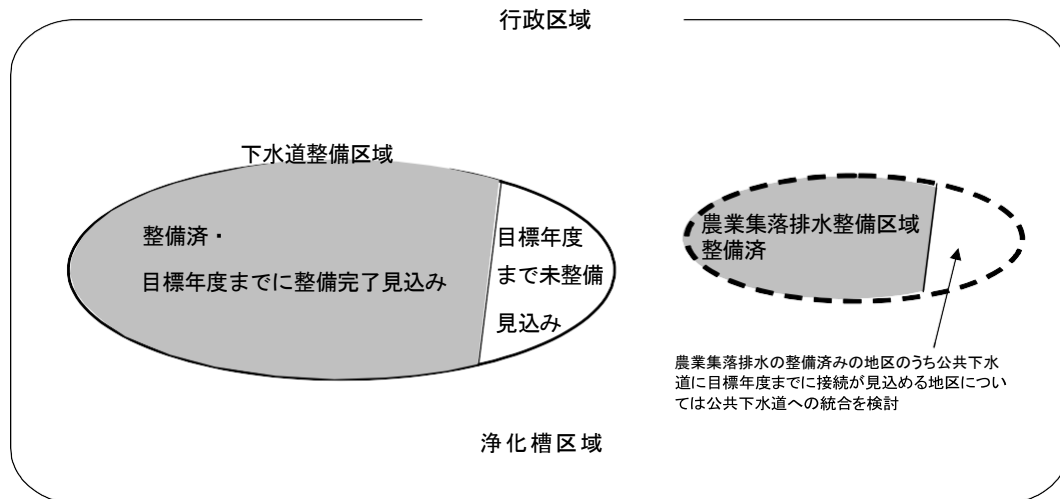 行政区域
下水道整備区域
整備済・
目標年度までに整備完了見込み
目標年度
まで未整備
見込み
農業集落排水整備区域
整備済
農業集落排水の整備済みの地区のうち公共下水
道に目標年度までに接続が見込める地区につい
ては公共下水道への統合を検討
浄化槽区域